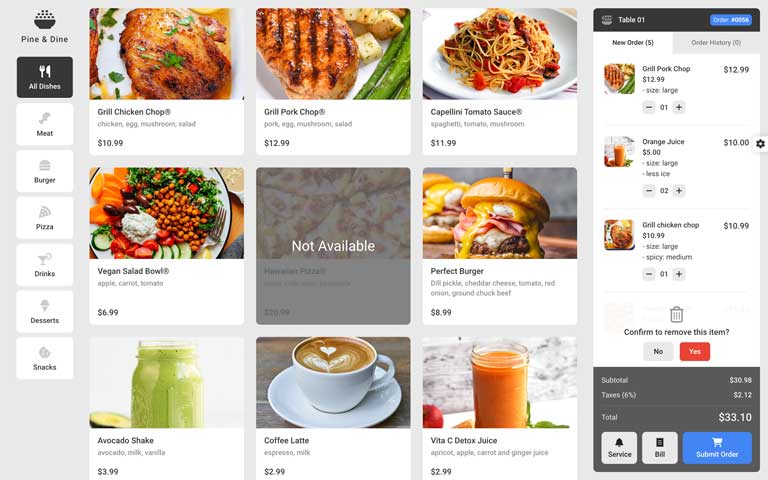 Pine & Dine
All Dishes
Meat
Burger
Pizza
Drinks
Desserts
Snacks
Grill Chicken Chop®
chicken, egg, mushroom, salad
$10.99
Grill Pork Chop®
pork, egg, mushroom, salad
$12.99
Capellini Tomato Sauce®
spaghetti, tomato, mushroom
$11.99
Vegan Salad Bowl®
apple, carrot, tomato
$6.99
Not Available
Hawaiian Pizza®
$20.99
Perfect Burger
Dill pickle, cheddar cheese, tomato, red
onion, ground chuck beef
$8.99
Avocado Shake
avocado, milk, vanilla
$3.99
Coffee Latte
espresso, milk
$2.99
Vita C Detox Juice
apricot, apple, carrot and ginger juice
$2.99
Table 01
Order: #0056
New Order (5)
Order History (0)
Grill Pork Chop
$12.99
$12.99
- size: large
01
Orange Juice
$10.00
$5.00
- size: large
- less ice
02
Grill chicken chop
$10.99
$10.99
- size: large
- spicy: medium
01
Confirm to remove this item?
No
Yes
Subtotal
$30.98
Taxes (6%)
$2.12
Total
$33.10
Service
Bill
Submit Order